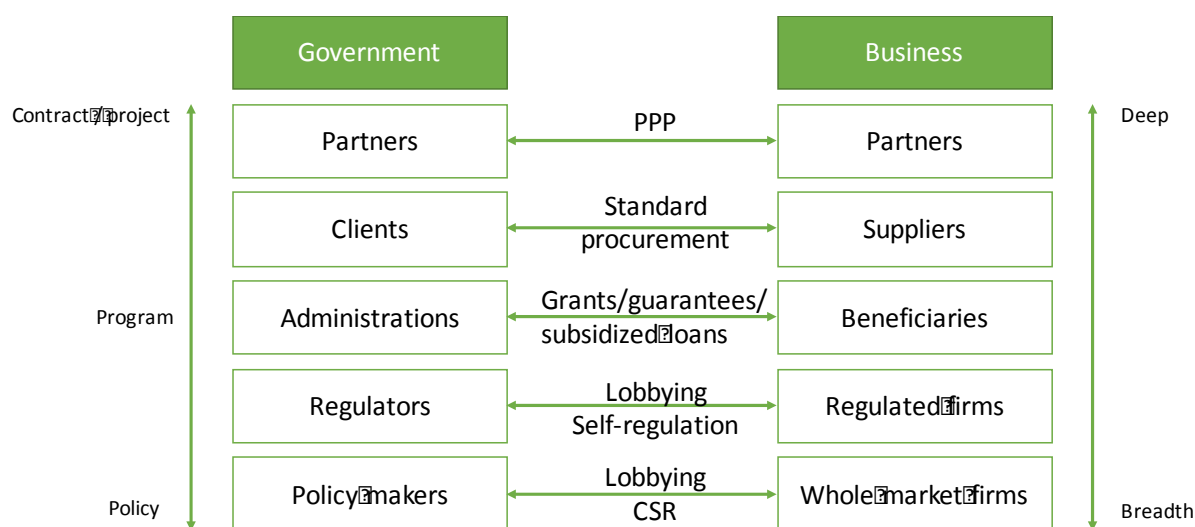 Government
Business
Contract / project
Deep
Partners
PPP
Partners
Clients
Standard
procurement
Suppliers
Program
Administrations
Grants/guarantees/
subsidized loans
Beneficiaries
Regulators
Lobbying
Self-regulation
Regulated firms
Policy
Policy makers
Lobbying
CSR
Whole market firms
Breadth